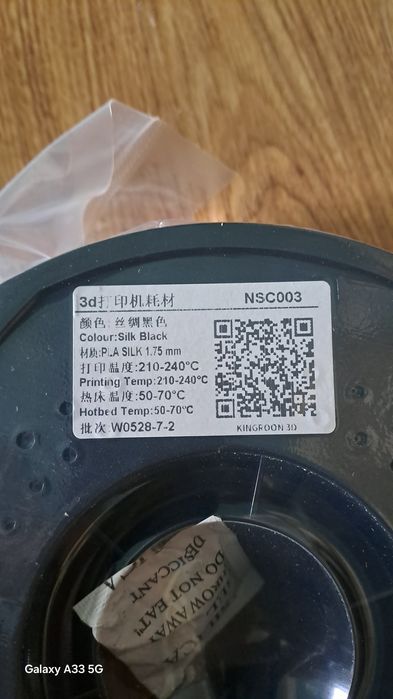 3d打印机耗材 NSC003
颜色: 丝绸黑色
Colour:Silk Black
材质:PLA SILK 1.75 mm
打印温度:210-240°C
Printing Temp:210-240°C
热床温度:50-70°C
Hotbed Temp:50-70°C
批次:W0528-7-2
KINGROON 3D
DESICCANT
DO NOT EAT
THROW AWAY
Galaxy A33 5G